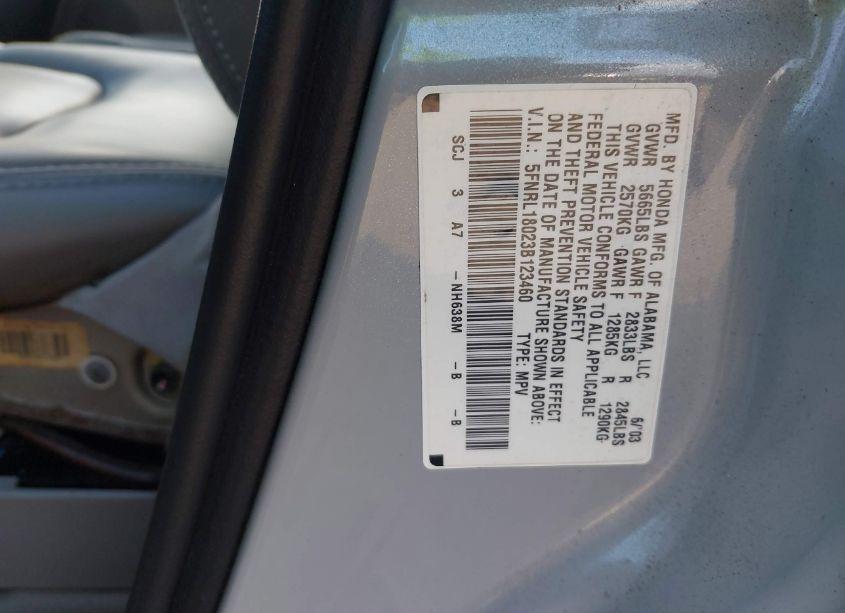 MFD. BY HONDA MFG. OF ALABAMA, LLC 6/'03
GVWR 5665LBS GAWR F 2833LBS R 2845LBS
GVWR 2570KG GAWR F 1285KG R 1290KG
THIS VEHICLE CONFORMS TO ALL APPLICABLE
FEDERAL MOTOR VEHICLE SAFETY
AND THEFT PREVENTION STANDARDS IN EFFECT
ON THE DATE OF MANUFACTURE SHOWN ABOVE.
V.I.N.: 5FNRL18023B123460 TYPE: MPV
SCJ 3 A7 -NH638M -B -B